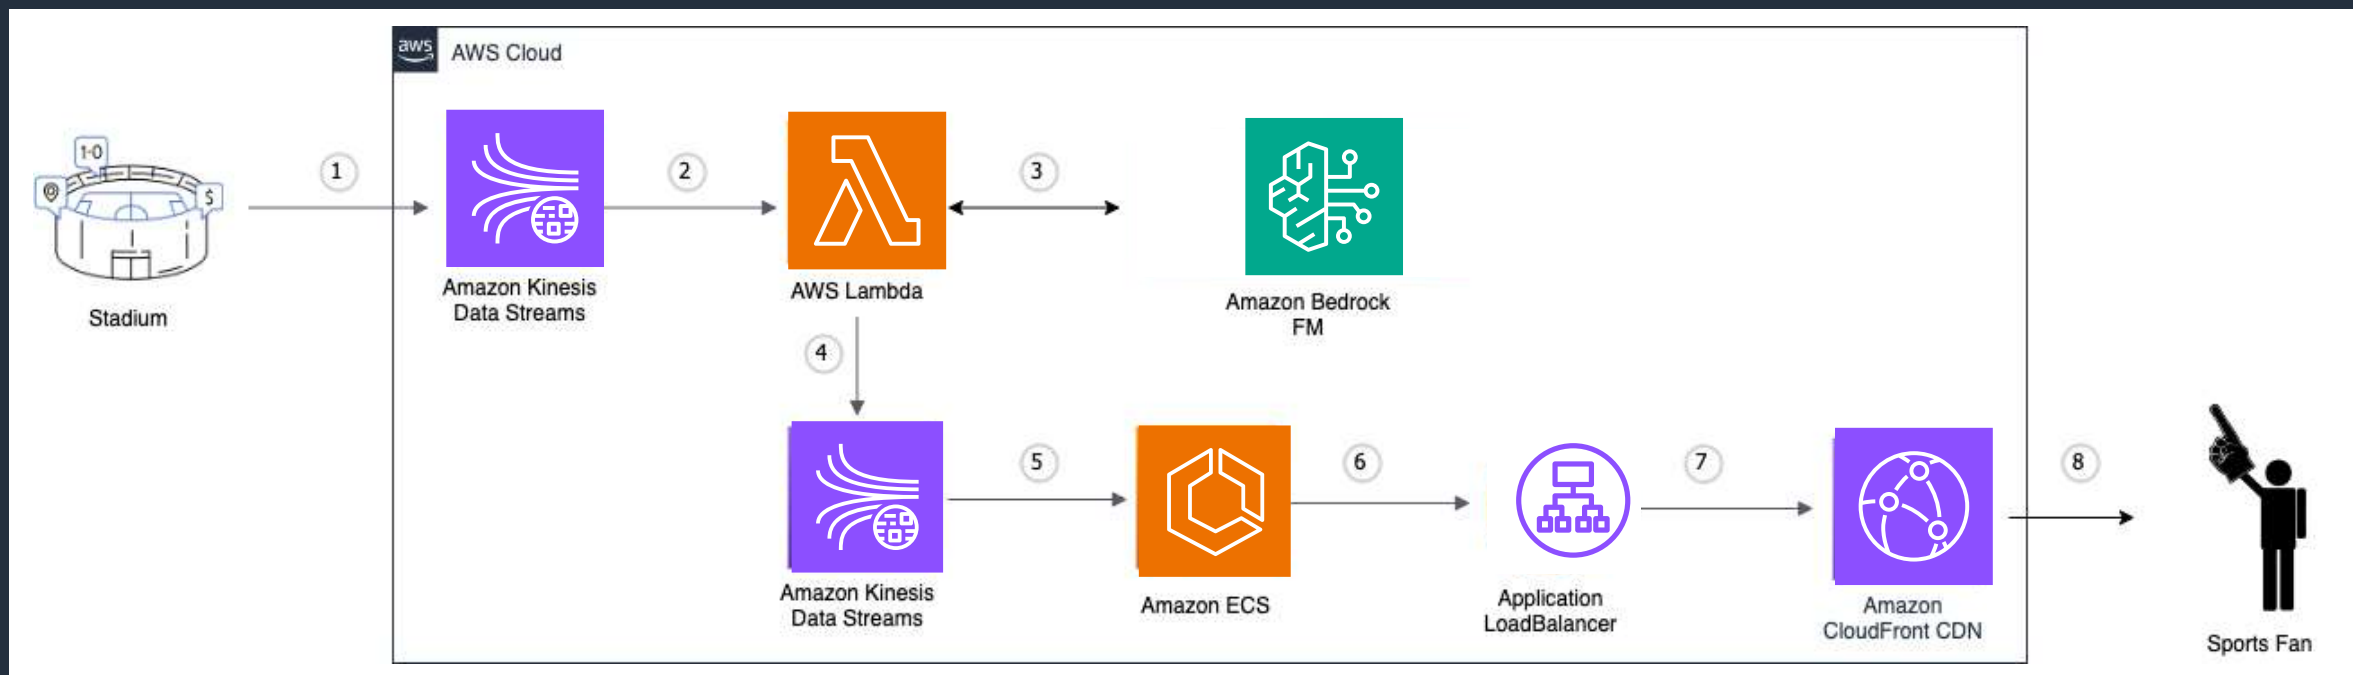 aws
AWS Cloud
1-0
$
1
2
3
Stadium
Amazon Kinesis
Data Streams
AWS Lambda
Amazon Bedrock
FM
4
5
6
7
8
Amazon Kinesis
Data Streams
Amazon ECS
Application
LoadBalancer
Amazon
CloudFront CDN
Sports Fan